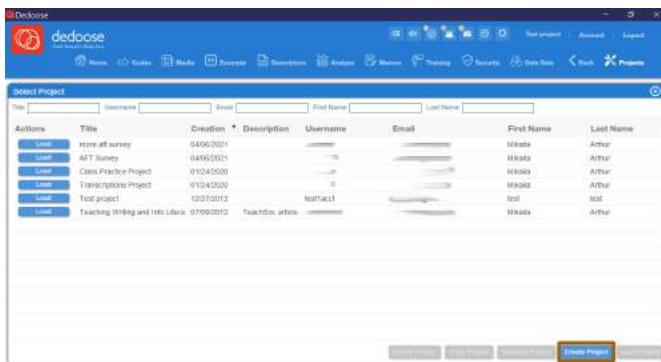 Dedoose
dedoose
Test project Account Logout
Home Codes Media Excerpts Descriptors Analyze Memos Training Security Data Sets Back Projects
Select Project
Title Username Email First Name Last Name
Actions Title Creation Description Username Email First Name Last Name
Load more aft survey 04/06/2021 Mikaila Arthur
Load AFT Survey 04/06/2021 Mikaila Arthur
Load Class Practice Project 01/24/2020 Mikaila Arthur
Load Transcriptions Project 01/24/2020 Mikaila Arthur
Load Test project 12/27/2012 test1acct test test
Load Teaching Writing and Info Litera 07/09/2012 TeachSoc article Mikaila Arthur
Create Project